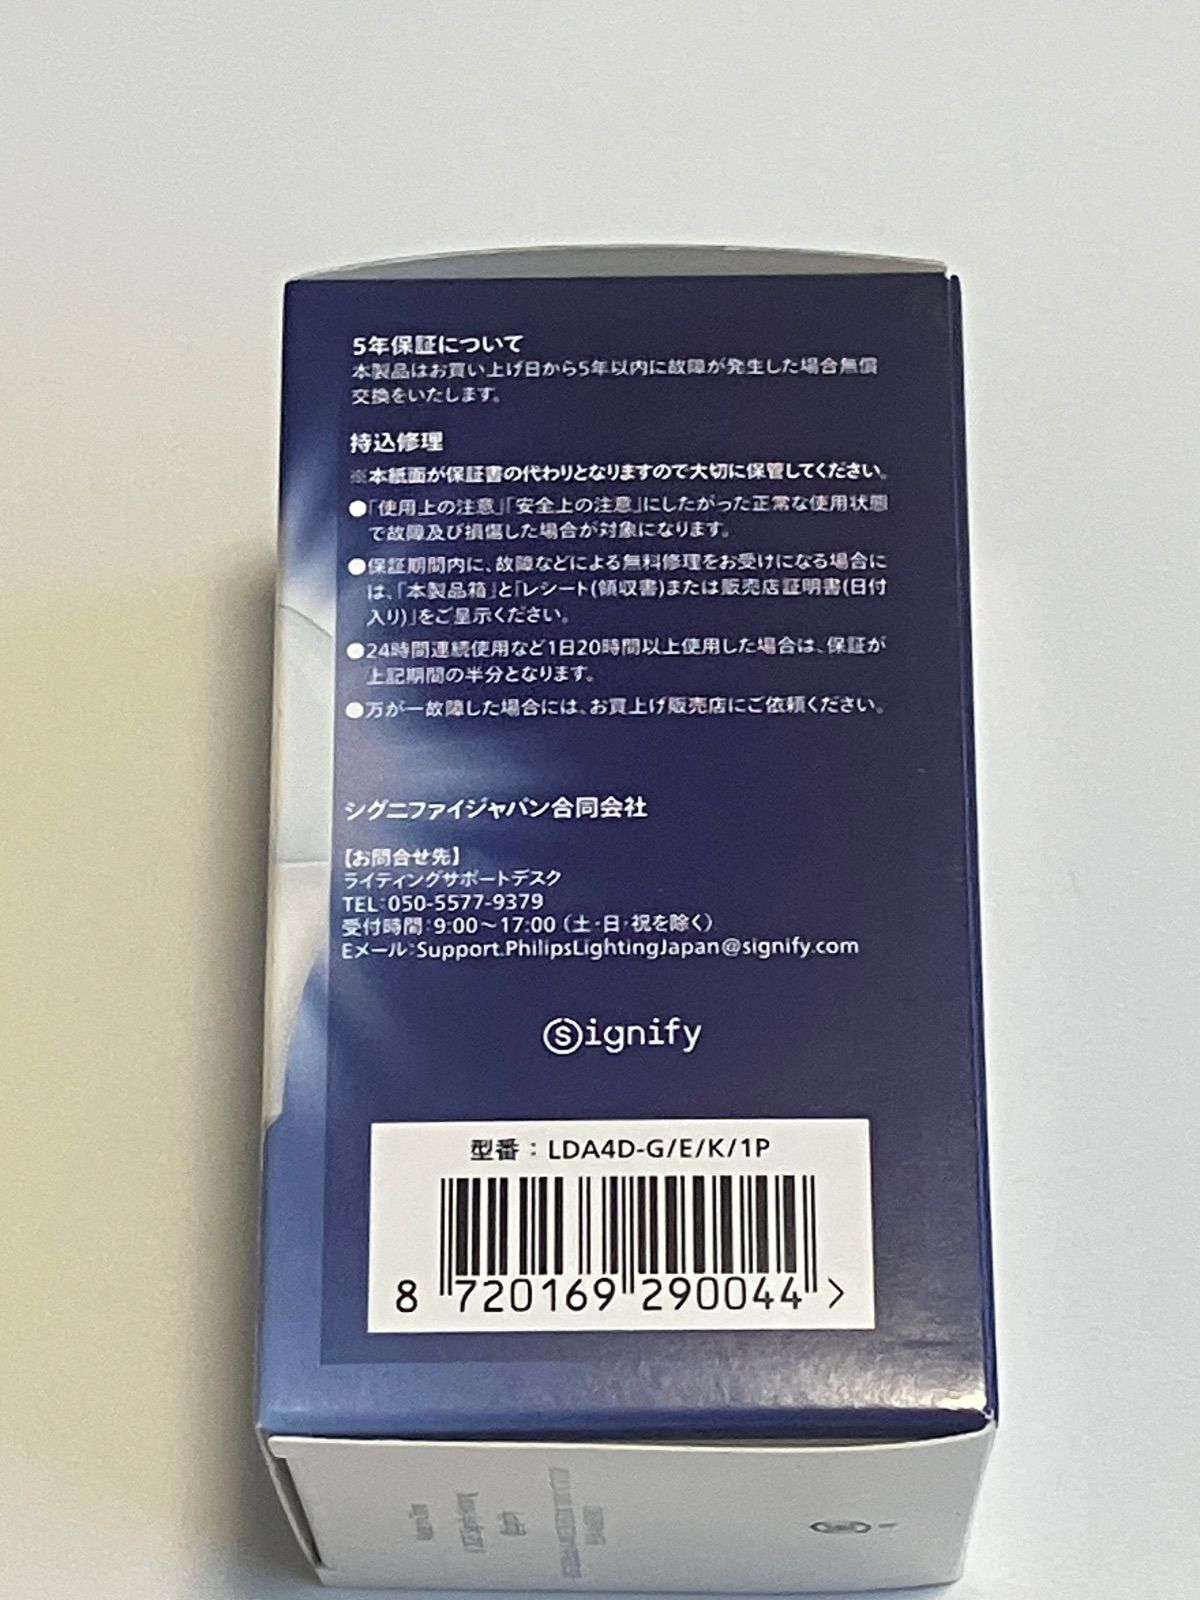 5年保証について
本製品はお買い上げ日から5年以内に故障が発生した場合無償
交換をいたします。
持込修理
※本紙面が保証書の代わりとなりますので大切に保管してください。
●「使用上の注意」「安全上の注意」にしたがった正常な使用状態
で故障及び損傷した場合が対象になります。
●保証期間内に、故障などによる無料修理をお受けになる場合に
は、「本製品箱」と「レシート(領収書)または販売店証明書(日付
入り)」をご呈示ください。
●24時間連続使用など1日20時間以上使用した場合は、保証が
上記期間の半分となります。
●万が一故障した場合には、お買上げ販売店にご依頼ください。
シグニファイジャパン合同会社
【お問合せ先】
ライティングサポートデスク
TEL:050-5577-9379
受付時間:9:00～17:00(土・日・祝を除く)
Eメール:Support.PhilipsLightingJapan@signify.com
signify
型番：LDA4D-G/E/K/1P
8 720169 290044 >